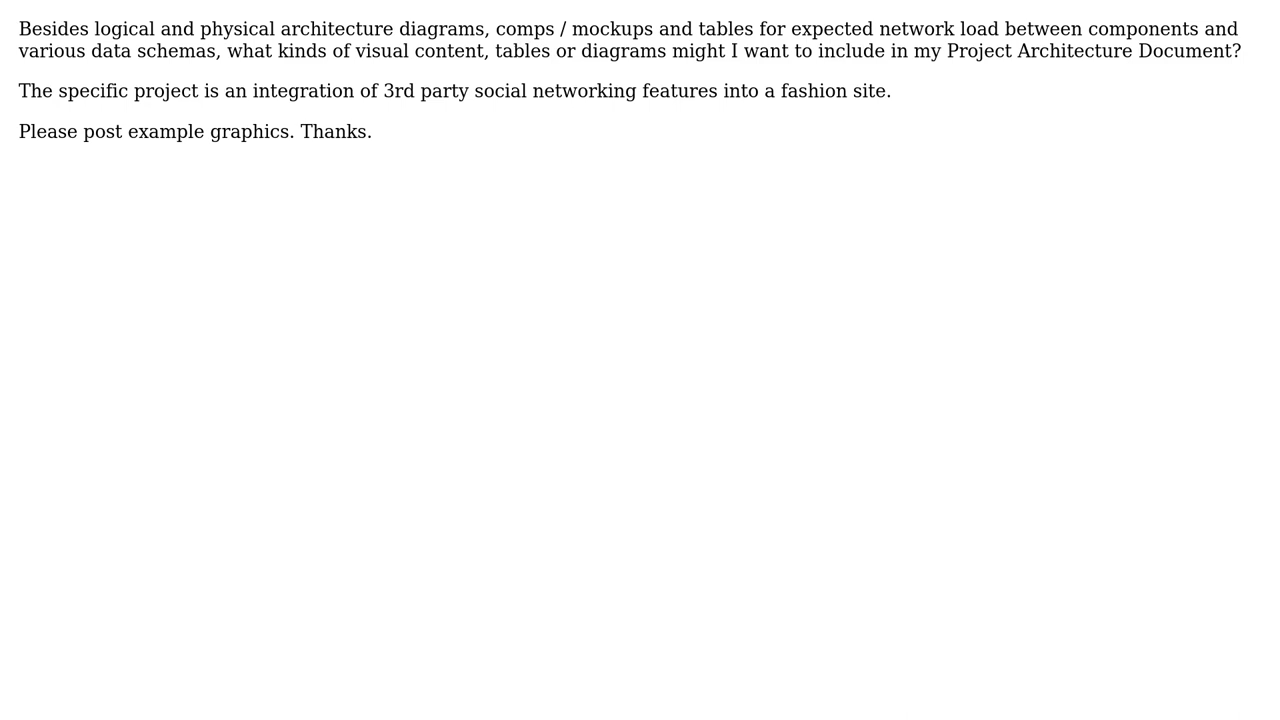 Besides logical and physical architecture diagrams, comps / mockups and tables for expected network load between components and
various data schemas, what kinds of visual content, tables or diagrams might I want to include in my Project Architecture Document?
The specific project is an integration of 3rd party social networking features into a fashion site.
Please post example graphics. Thanks.